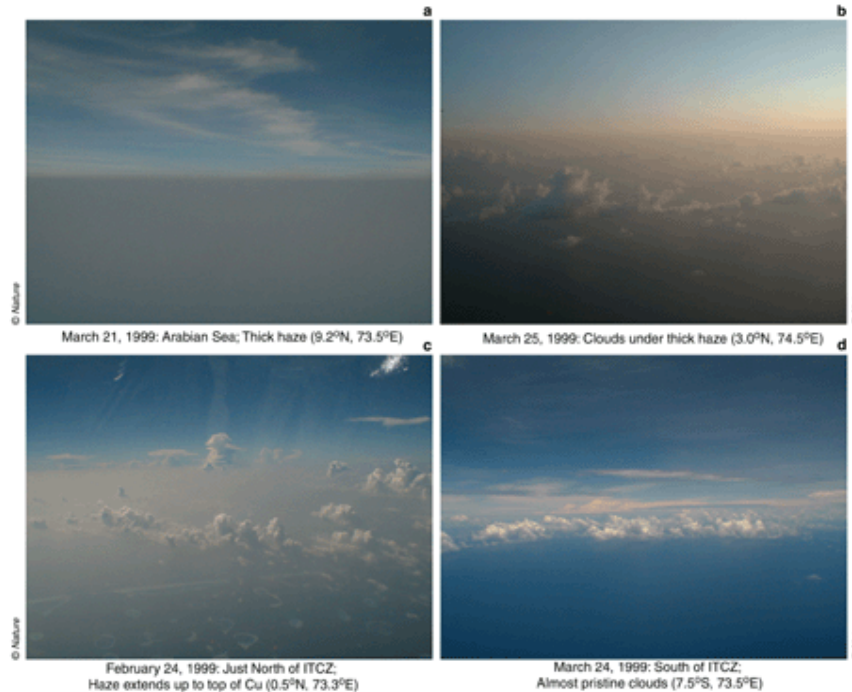 a
b
© Nature
March 21, 1999: Arabian Sea; Thick haze (9.2ºN, 73.5ºE)
March 25, 1999: Clouds under thick haze (3.0ºN, 74.5ºE)
c
d
© Nature
February 24, 1999: Just North of ITCZ;
Haze extends up to top of Cu (0.5ºN, 73.3ºE)
March 24, 1999: South of ITCZ;
Almost pristine clouds (7.5ºS, 73.5ºE)